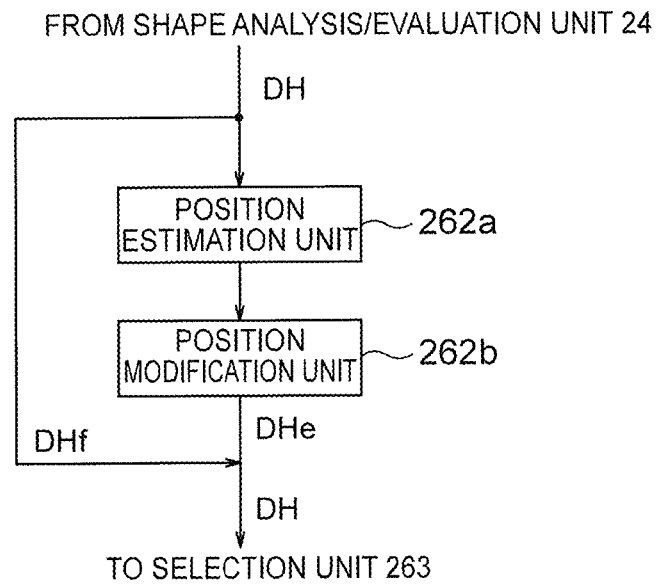 FROM SHAPE ANALYSIS/EVALUATION UNIT 24
DH
POSITION
ESTIMATION UNIT
262a
POSITION
MODIFICATION UNIT
262b
DHf
DHe
DH
TO SELECTION UNIT 263